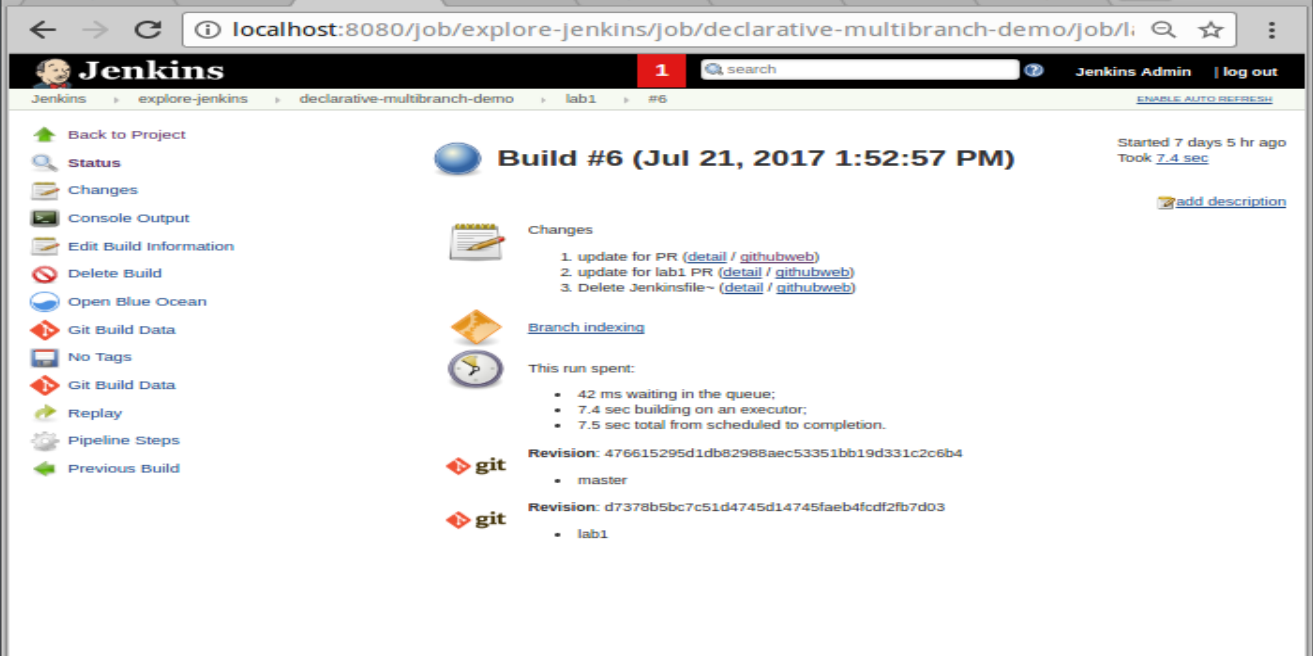 localhost:8080/job/explore-jenkins/job/declarative-multibranch-demo/job/la
Jenkins 1 search Jenkins Admin | log out
Jenkins explore-jenkins declarative-multibranch-demo lab1 #6 ENABLE AUTO REFRESH
Back to Project
Status
Changes
Console Output
Edit Build Information
Delete Build
Open Blue Ocean
Git Build Data
No Tags
Git Build Data
Replay
Pipeline Steps
Previous Build
Build #6 (Jul 21, 2017 1:52:57 PM)
Started 7 days 5 hr ago
Took 7.4 sec
add description
Changes
1. update for PR (detail / githubweb)
2. update for lab1 PR (detail / githubweb)
3. Delete Jenkinsfile~ (detail / githubweb)
Branch indexing
This run spent:
• 42 ms waiting in the queue;
• 7.4 sec building on an executor;
• 7.5 sec total from scheduled to completion.
git Revision: 476615295d1db82988aec53351bb19d331c2c6b4
• master
git Revision: d7378b5bc7c51d4745d14745faeb4fcdf2fb7d03
• lab1